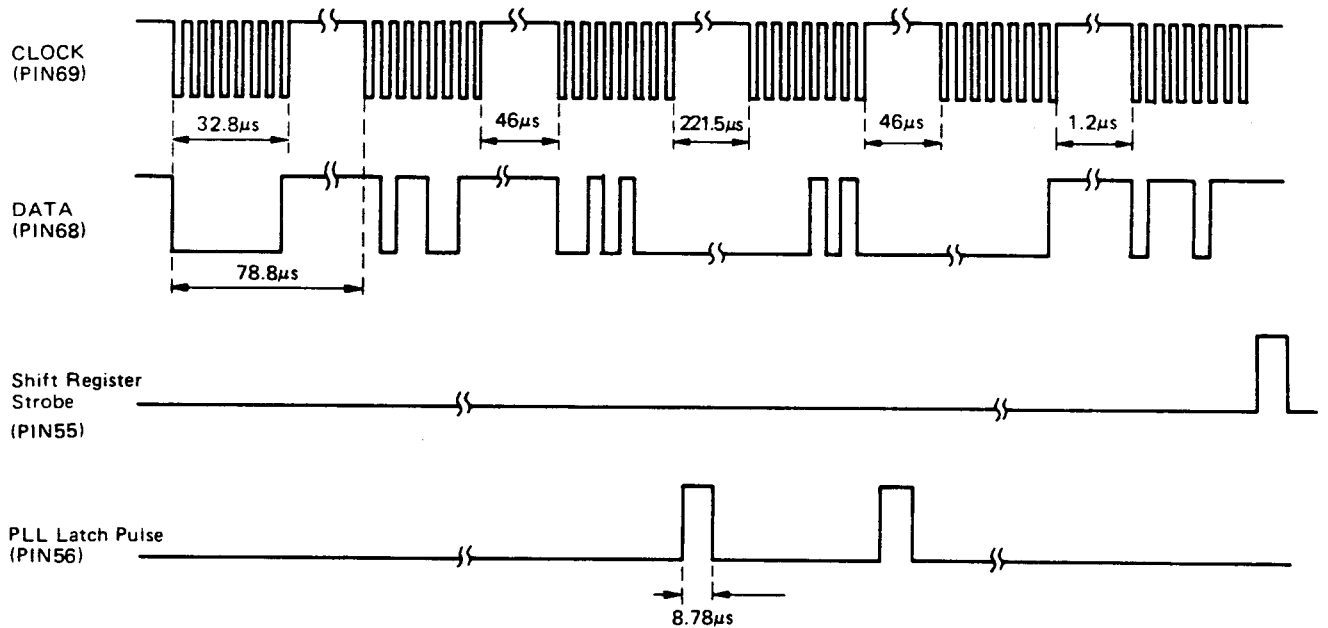 CLOCK
(PIN69)
32.8μs
46μs
221.5μs
46μs
1.2μs
DATA
(PIN68)
78.8μs
Shift Register
Strobe
(PIN55)
PLL Latch Pulse
(PIN56)
8.78μs